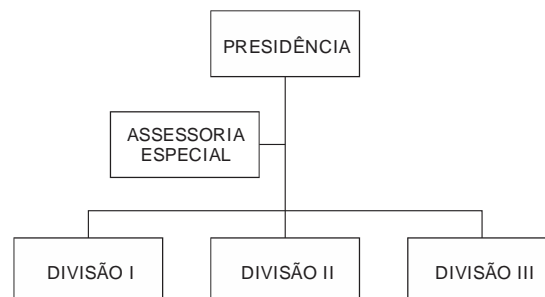 PRESIDÊNCIA
ASSESSORIA
ESPECIAL
DIVISÃO I
DIVISÃO II
DIVISÃO III